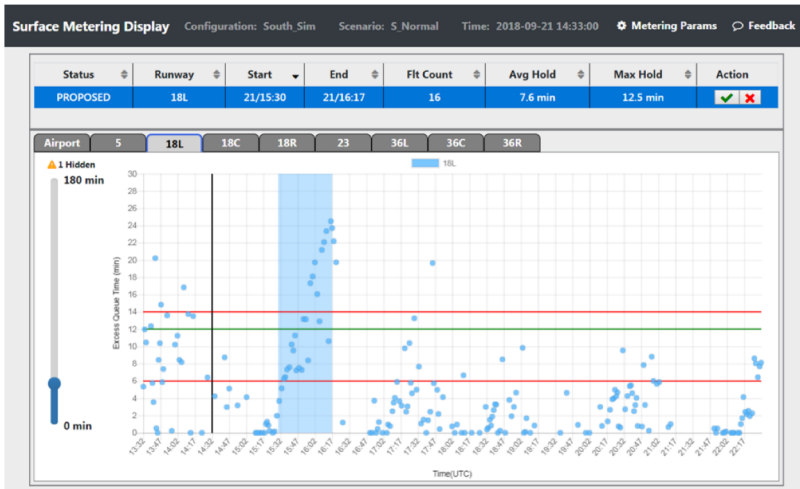 Surface Metering Display Configuration: South_Sim Scenario: S_Normal Time: 2018-09-21 14:33:00 Metering Params Feedback
Status Runway Start End Flt Count Avg Hold Max Hold Action
PROPOSED 18L 21/15:30 21/16:17 16 7.6 min 12.5 min
Airport 5 18L 18C 18R 23 36L 36C 36R
1 Hidden
180 min
0 min
18L
Excess Queue Time (min)
30
28
26
24
22
20
18
16
14
12
10
8
6
4
2
0
13:32 13:47 14:02 14:17 14:32 14:47 15:02 15:17 15:32 15:47 16:02 16:17 16:32 16:47 17:02 17:17 17:32 17:47 18:02 18:17 18:32 18:47 19:02 19:17 19:32 19:47 20:02 20:17 20:32 20:47 21:02 21:17 21:32 21:47 22:02 22:17
Time(UTC)